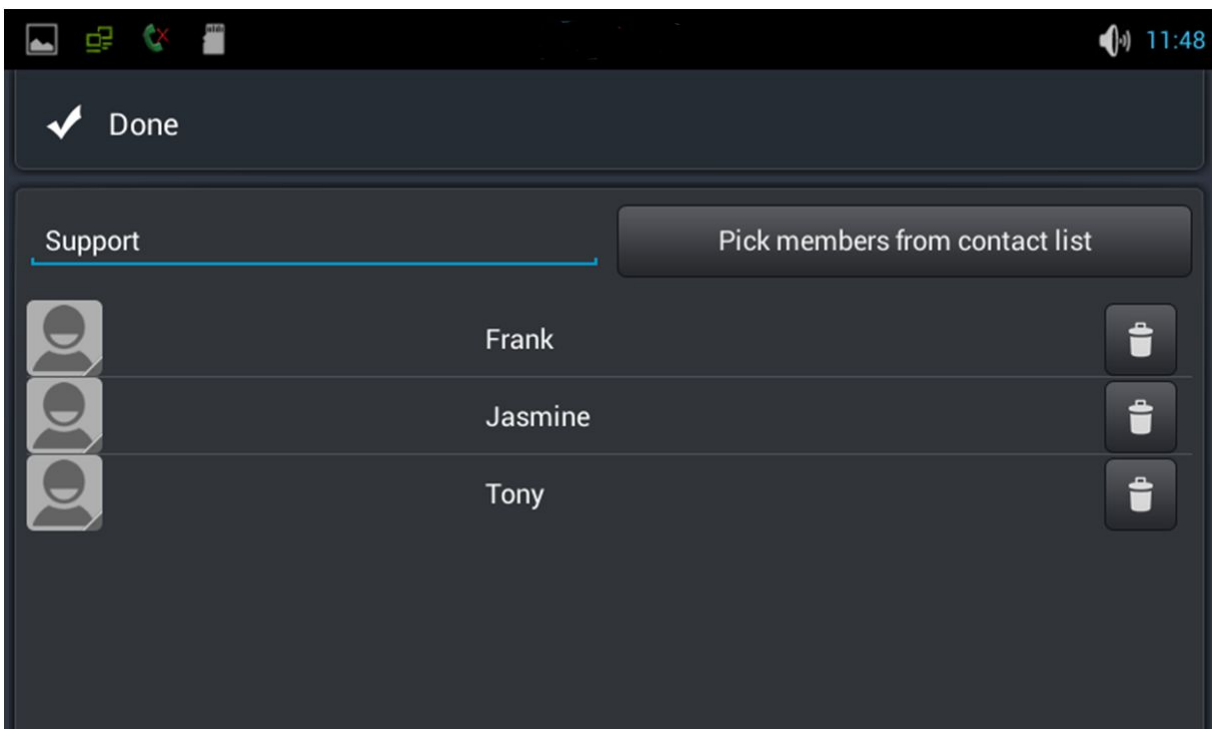 11:48
Done
Support
Pick members from contact list
Frank
Jasmine
Tony